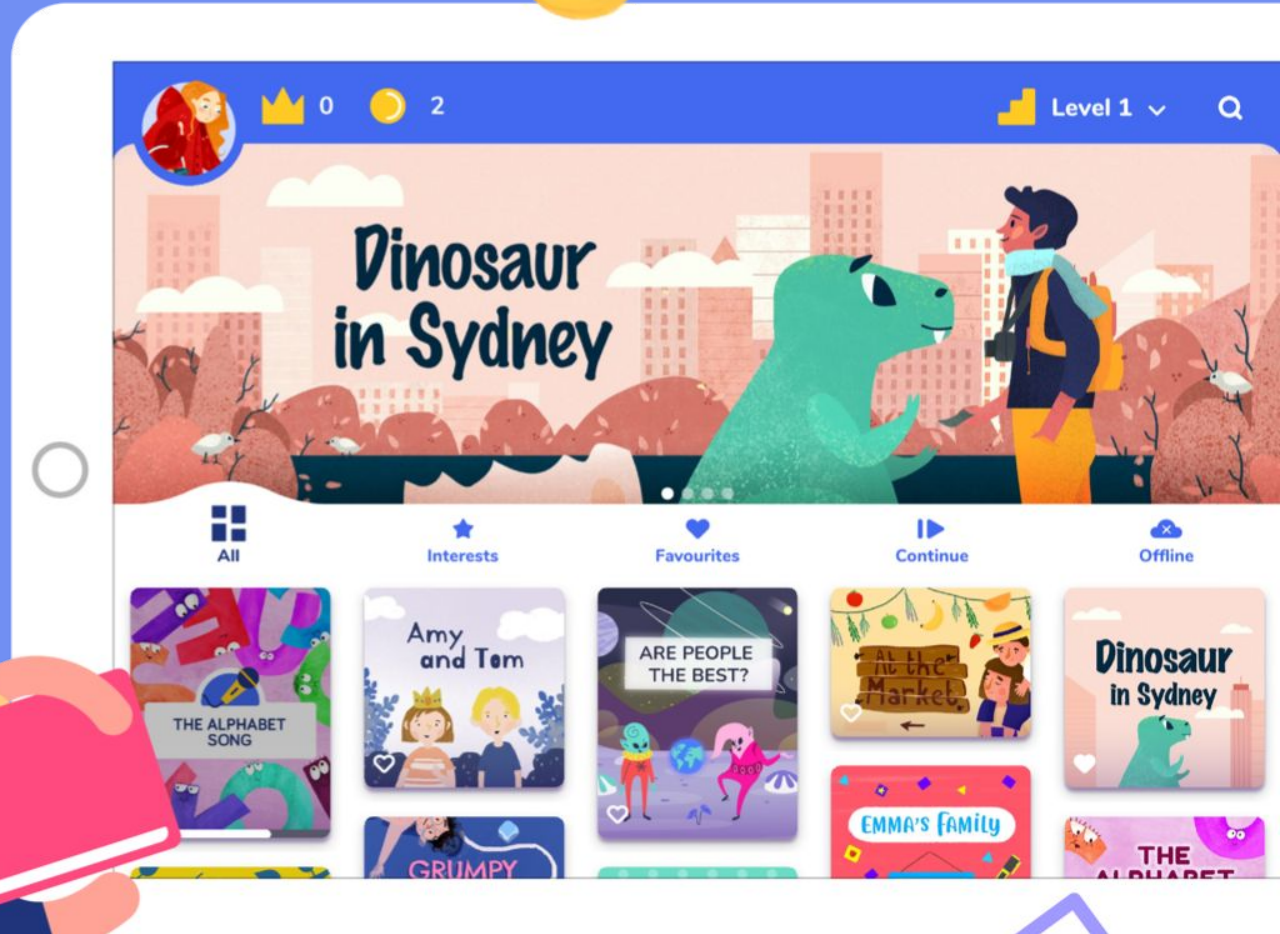 0
2
Level 1
Dinosaur
in Sydney
All
Interests
Favourites
Continue
Offline
THE ALPHABET
SONG
Amy
and Tom
ARE PEOPLE
THE BEST?
At the
Market
Dinosaur
in Sydney
GRUMPY
EMMA'S FAMILY
THE
ALPHABET